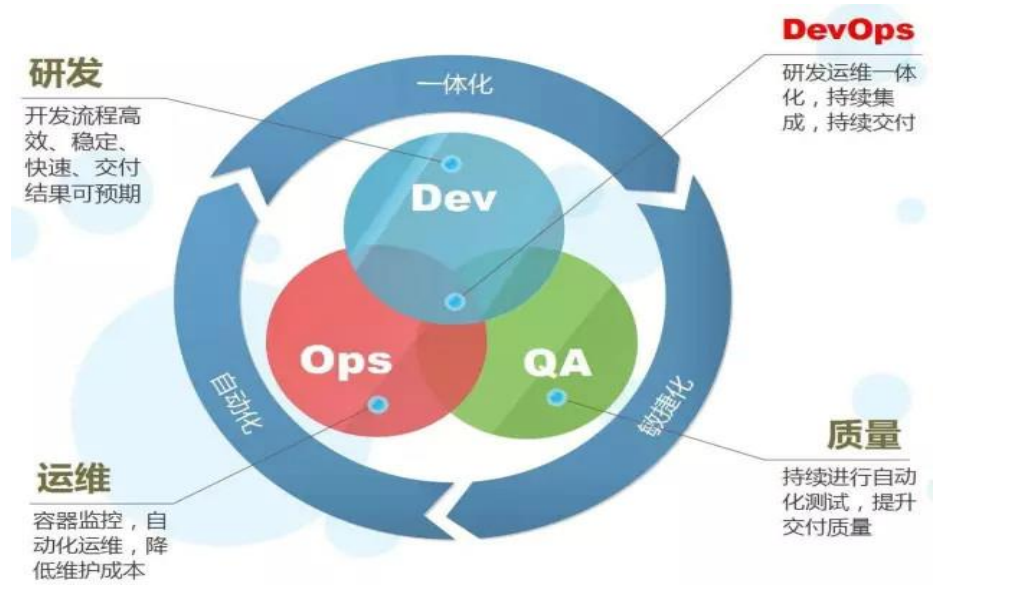 DevOps
研发运维一体
化，持续集
成，持续交付
研发
开发流程高
效、稳定、
快速、交付
结果可预期
一体化
Dev
Ops
QA
自动化
敏捷化
质量
持续进行自动
化测试，提升
交付质量
运维
容器监控，自
动化运维，降
低维护成本